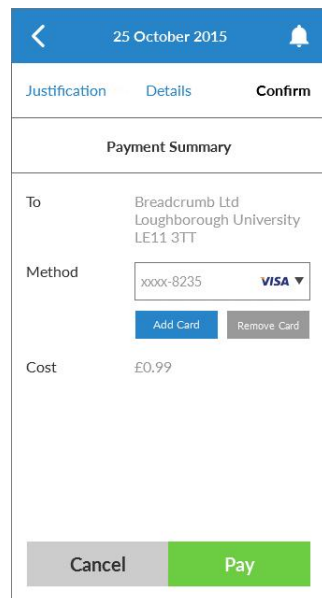 25 October 2015
Justification Details Confirm
Payment Summary
To Breadcrumb Ltd
Loughborough University
LE11 3TT
Method xxxx-8235 VISA
Add Card Remove Card
Cost £0.99
Cancel Pay